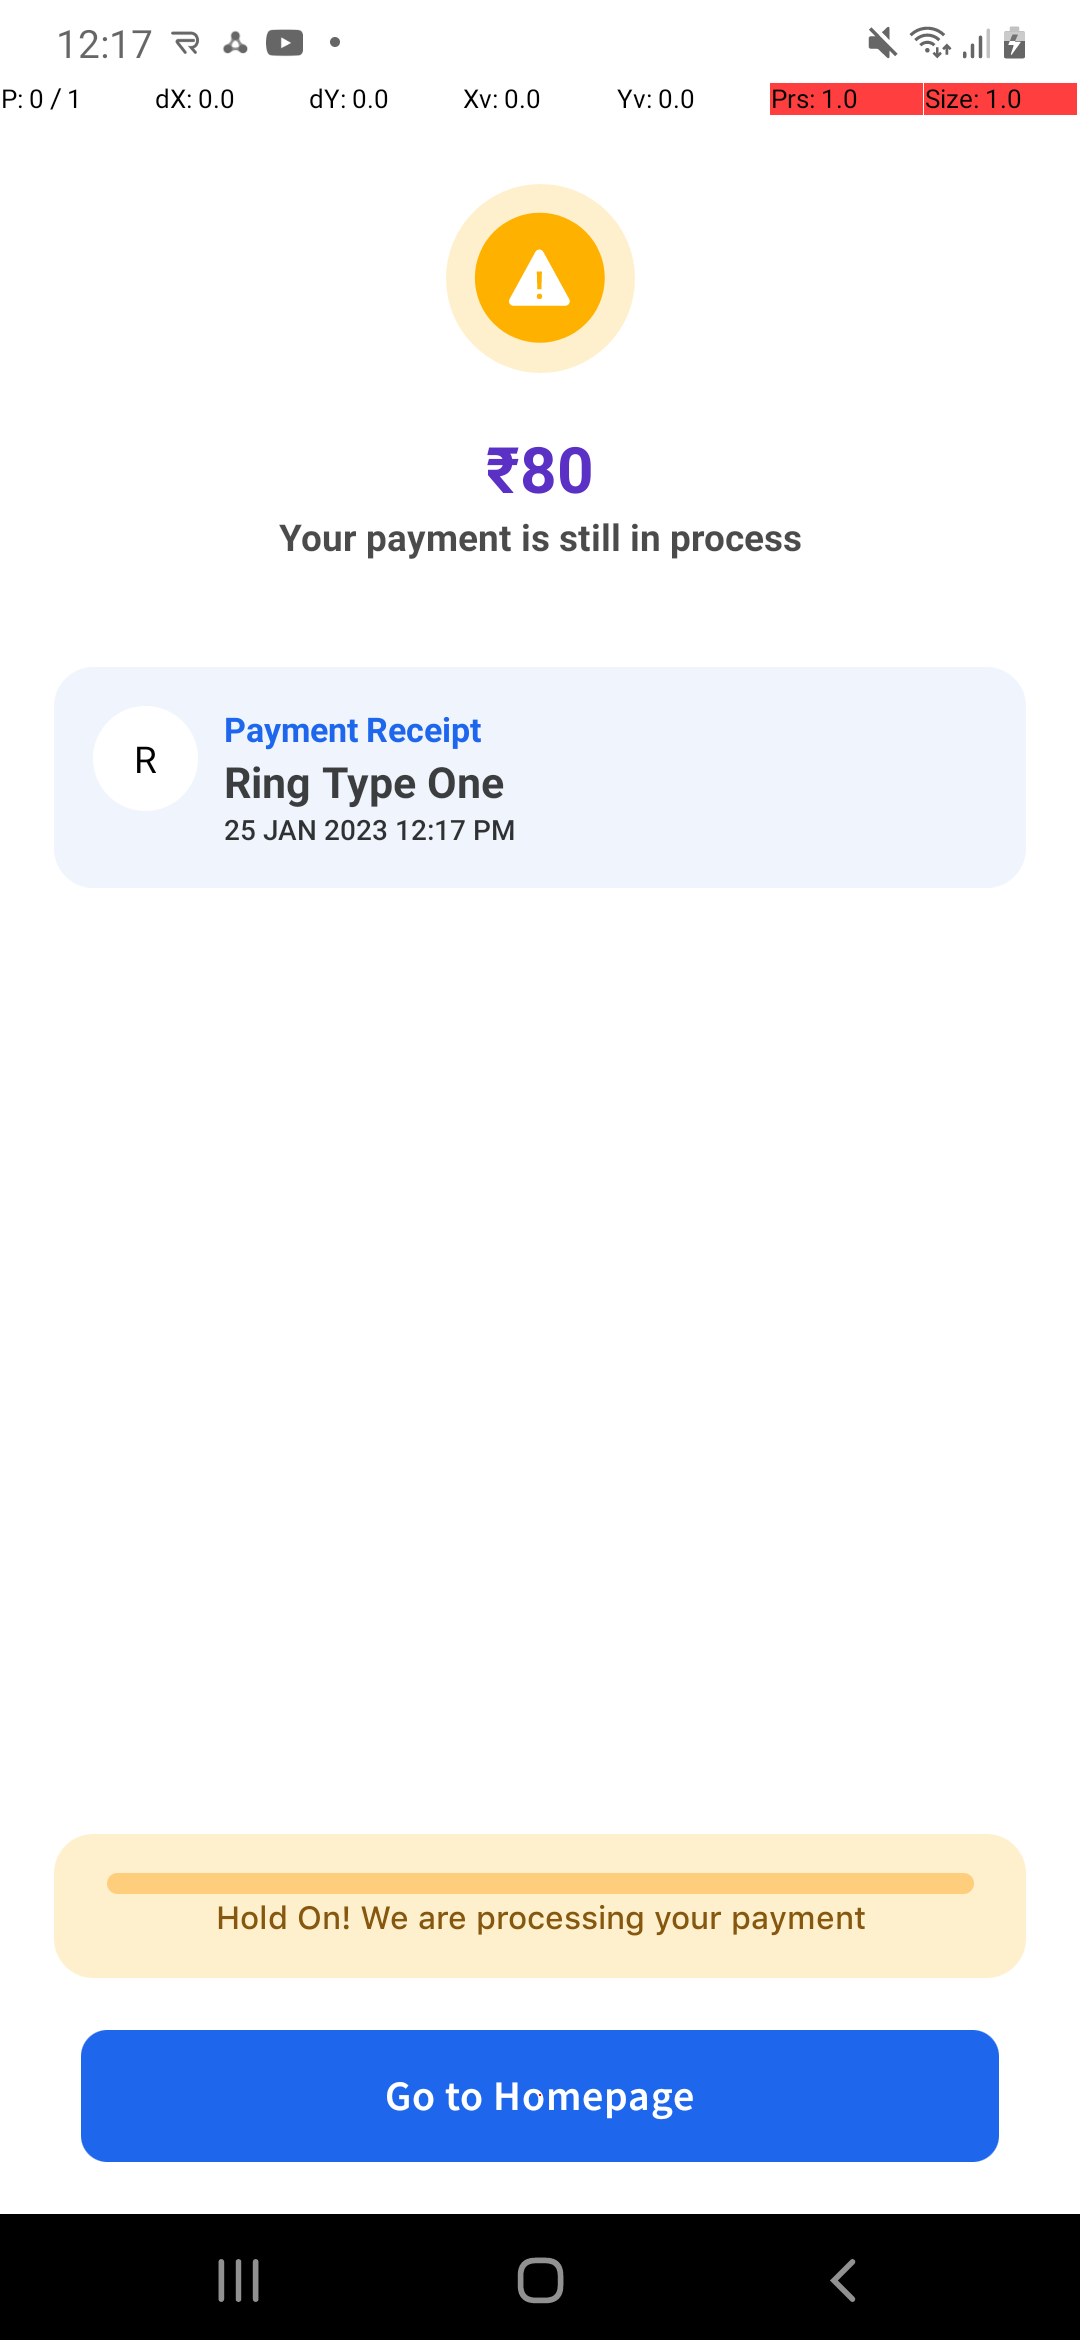 12:17
P: 0 / 1 dX: 0.0 dY: 0.0 Xv: 0.0 Yv: 0.0 Prs: 1.0 Size: 1.0
₹80
Your payment is still in process
R
Payment Receipt
Ring Type One
25 JAN 2023 12:17 PM
Hold On! We are processing your payment
Go to Homepage